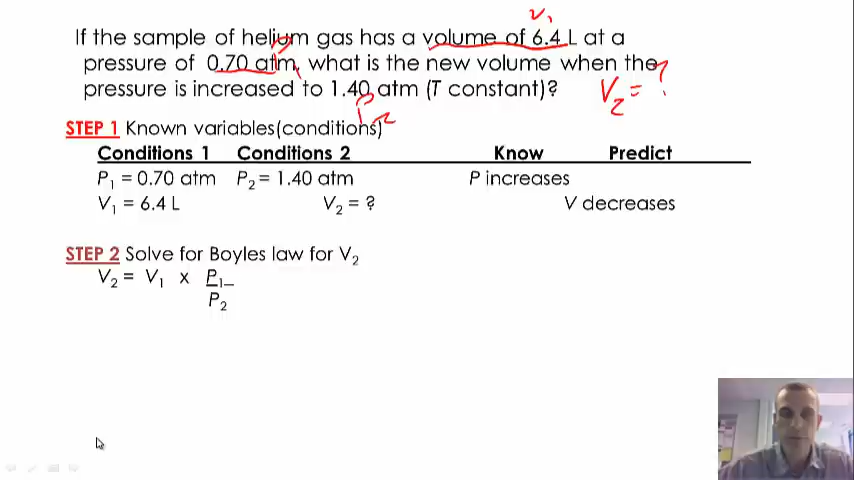 V₁
If the sample of helium gas has a volume of 6.4 L at a
P₁
pressure of 0.70 atm, what is the new volume when the
pressure is increased to 1.40 atm (T constant)?
V₂ = ?
P₂
STEP 1 Known variables(conditions)
Conditions 1 Conditions 2 Know Predict
P₁ = 0.70 atm P₂ = 1.40 atm P increases
V₁ = 6.4 L V₂ = ? V decreases
STEP 2 Solve for Boyles law for V₂
V₂ = V₁ x P₁
P₂